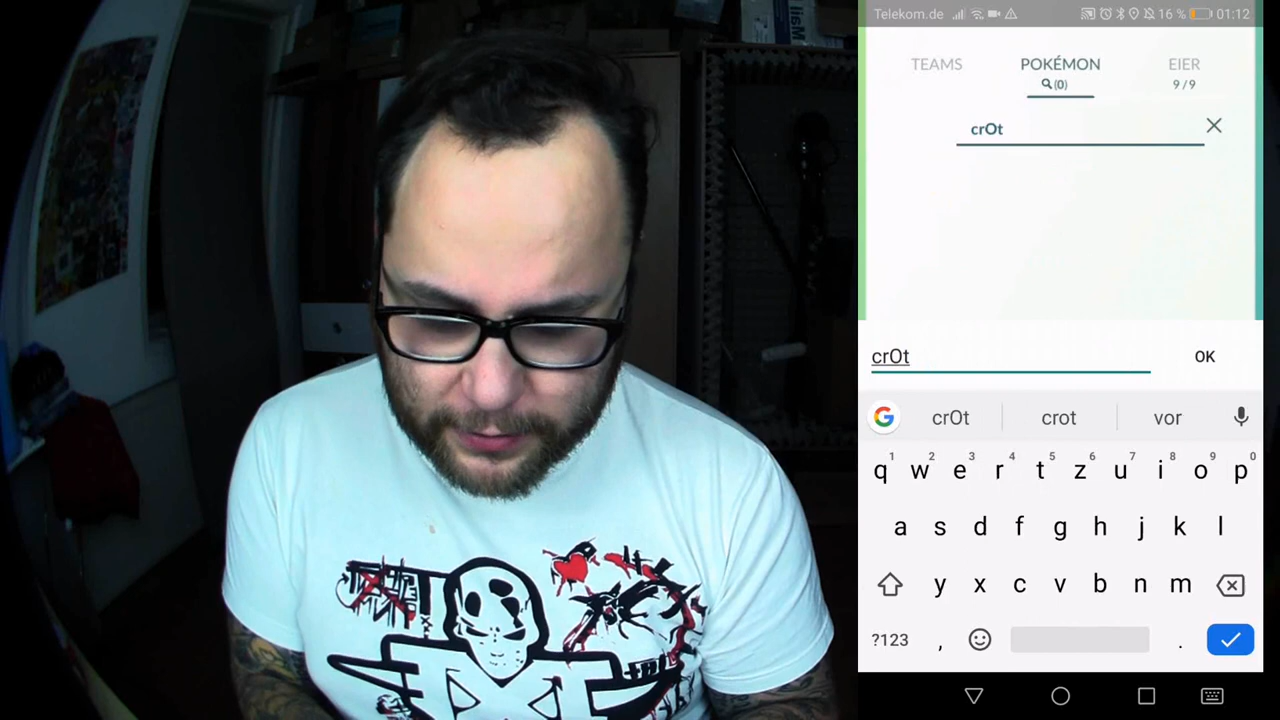 Telekom.de 16 % 01:12
TEAMS POKÉMON EIER
(0) 9 / 9
crOt
crOt OK
crOt crot vor
1 2 3 4 5 6 7 8 9 0
q w e r t z u i o p
a s d f g h j k l
y x c v b n m
?123 , .